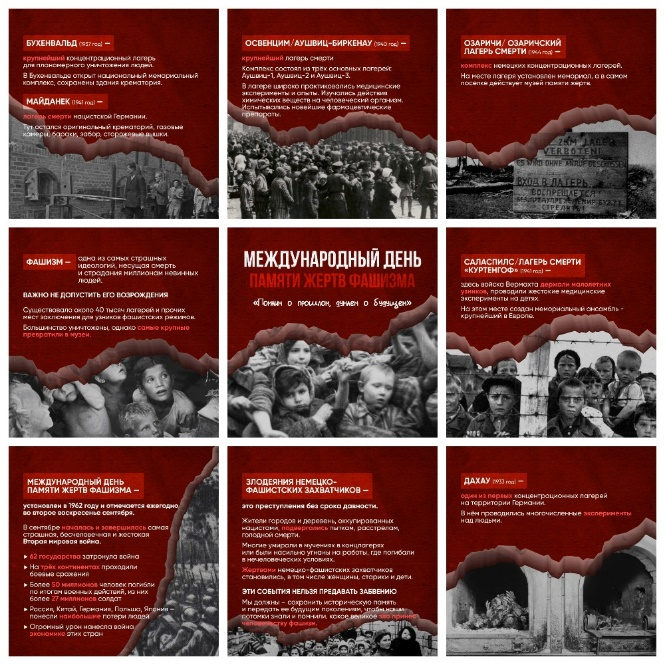 БУХЕНВАЛЬД (1937 год) —
крупнейший концентрационный лагерь
для планомерного уничтожения людей.
В Бухенвальде открыт национальный мемориальный
комплекс, сохранены здания крематория.
МАЙДАНЕК (1941 год) —
лагерь смерти нацистской Германии.
Тут остался оригинальный крематорий, газовые
камеры, бараки, забор, сторожевые вышки.
ОСВЕНЦИМ/АУШВИЦ-БИРКЕНАУ (1940 год) —
крупнейший лагерь смерти
Комплекс состоял из трёх основных лагерей:
Аушвиц-1, Аушвиц-2 и Аушвиц-3.
В лагере широко практиковались медицинские
эксперименты и опыты. Изучались действия
химических веществ на человеческий организм.
Испытывались новейшие фармацевтические
препараты.
ОЗАРИЧИ/ ОЗАРИЧСКИЙ
ЛАГЕРЬ СМЕРТИ (1944 год) —
комплекс немецких концентрационных лагерей.
На месте лагеря установлен мемориал, а в самом
поселке действует музей памяти жертв.
VERBOTEN!
ВХОД В ЛАГЕРЬ
ВОСПРЕЩАЕТСЯ
ФАШИЗМ — одна из самых страшных
идеологий, несущая смерть
и страдания миллионам невинных
людей.
ВАЖНО НЕ ДОПУСТИТЬ ЕГО ВОЗРОЖДЕНИЯ
Существовало около 40 тысяч лагерей и прочих
мест заключения для узников фашистских режимов.
Большинство уничтожены, однако самые крупные
превратили в музеи.
МЕЖДУНАРОДНЫЙ ДЕНЬ
ПАМЯТИ ЖЕРТВ ФАШИЗМА
«Помним о прошлом, думаем о будущем»
САЛАСПИЛС/ЛАГЕРЬ СМЕРТИ
«КУРТЕНГОФ» (1941 год) —
здесь войска Вермахта держали малолетних
узников, проводили жестокие медицинские
эксперименты на детях.
На этом месте создан мемориальный ансамбль -
крупнейший в Европе.
МЕЖДУНАРОДНЫЙ ДЕНЬ
ПАМЯТИ ЖЕРТВ ФАШИЗМА —
установлен в 1962 году и отмечается ежегодно
во второе воскресенье сентября.
В сентябре началась и завершилась самая
страшная, бесчеловечная и жестокая
Вторая мировая война.
62 государства затронула война
На трёх континентах проходили
боевые сражения
Более 50 миллионов человек погибли
по итогам военных действий, из них
более 27 миллионов солдат
Россия, Китай, Германия, Польша, Япония —
понесли наибольшие потери людей
Огромный урон нанесла война
экономике этих стран
ЗЛОДЕЯНИЯ НЕМЕЦКО-
ФАШИСТСКИХ ЗАХВАТЧИКОВ —
это преступления без срока давности.
Жители городов и деревень, оккупированных
нацистами, подвергались пыткам, расстрелам,
голодной смерти.
Многие умирали в мучениях в концлагерях
или были насильно угнаны на работы, где погибали
в нечеловеческих условиях.
Жертвами немецко-фашистских захватчиков
становились, в том числе женщины, старики и дети.
ЭТИ СОБЫТИЯ НЕЛЬЗЯ ПРЕДАВАТЬ ЗАБВЕНИЮ
Мы должны — сохранить историческую память
и передать ее будущим поколениям, чтобы наши
потомки знали и помнили, какое великое зло принес
человечеству фашизм.
ДАХАУ (1933 год) —
один из первых концентрационных лагерей
на территории Германии.
В нём проводились многочисленные эксперименты
над людьми.